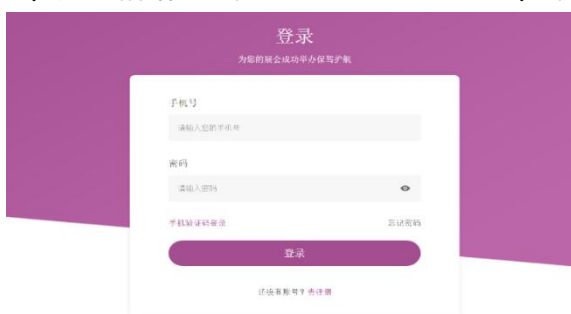 登录
为您的展会成功举办保驾护航
手机号
请输入您的手机号
密码
请输入密码
手机验证码登录
忘记密码
登录
还没有账号？去注册